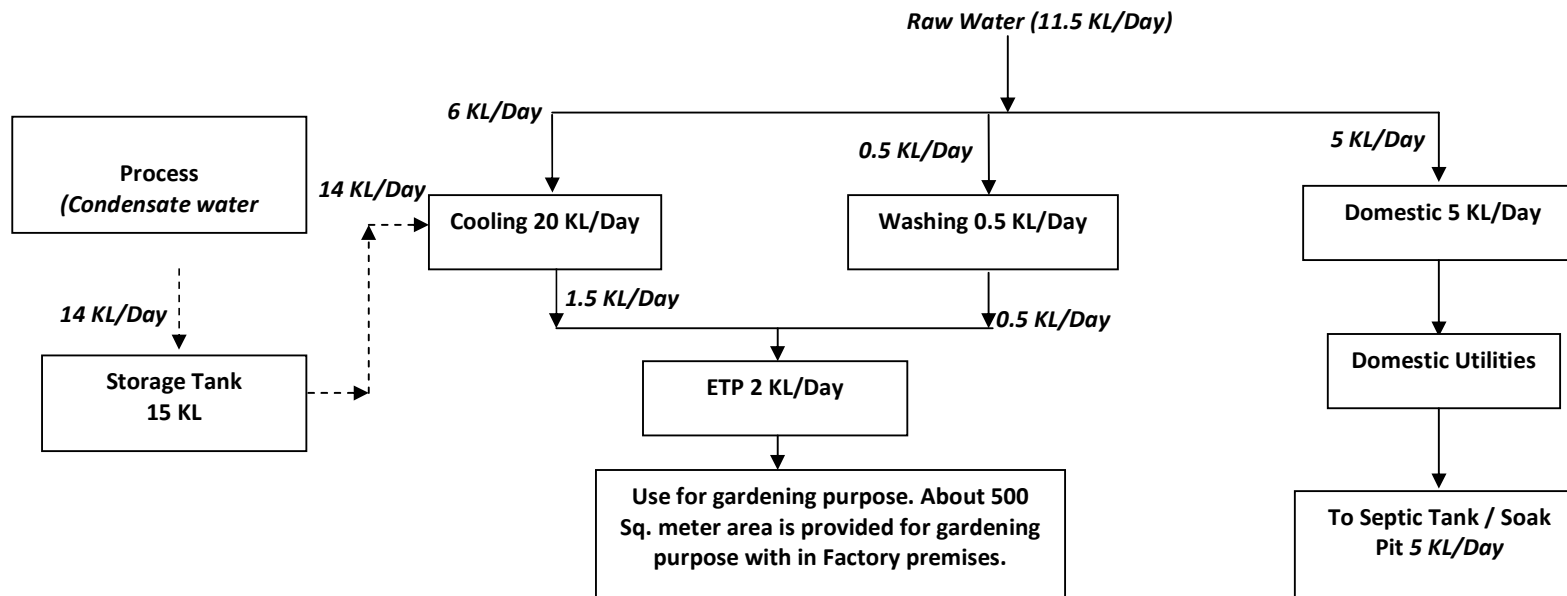 Raw Water (11.5 KL/Day)
6 KL/Day
0.5 KL/Day
5 KL/Day
Process
(Condensate water
14 KL/Day
Cooling 20 KL/Day
Washing 0.5 KL/Day
Domestic 5 KL/Day
14 KL/Day
1.5 KL/Day
0.5 KL/Day
Storage Tank
15 KL
ETP 2 KL/Day
Domestic Utilities
Use for gardening purpose. About 500
Sq. meter area is provided for gardening
purpose with in Factory premises.
To Septic Tank / Soak
Pit 5 KL/Day